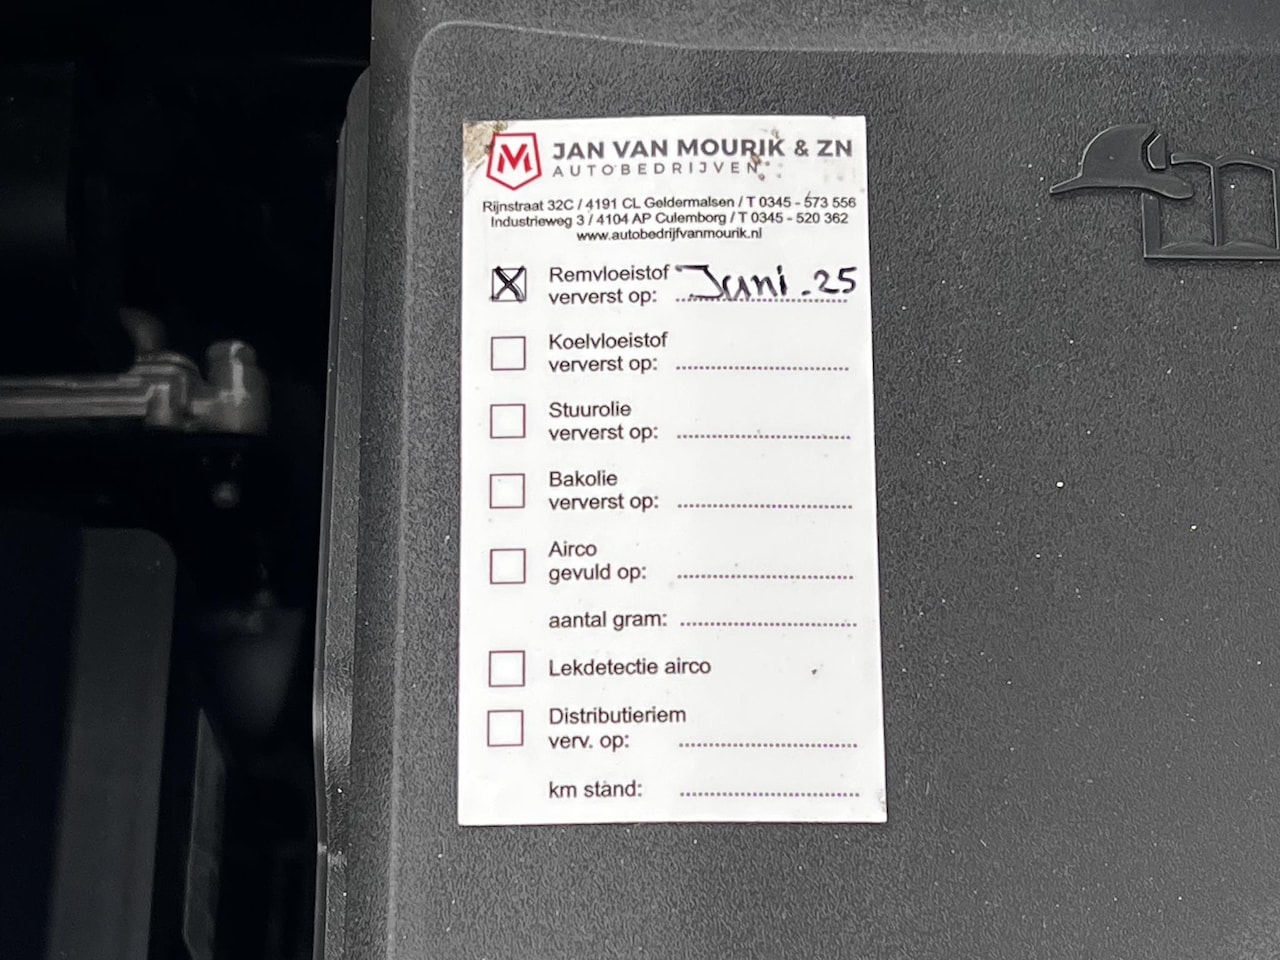 M
JAN VAN MOURIK & ZN
AUTOBEDRIJVEN
Rijnstraat 32C / 4191 CL Geldermalsen / T 0345 - 573 556
Industrieweg 3 / 4104 AP Culemborg / T 0345 - 520 362
www.autobedrijfvanmourik.nl
Remvloeistof
ververst op: Juni - 25
Koelvloeistof
ververst op:
Stuurolie
ververst op:
Bakolie
ververst op:
Airco
gevuld op:
aantal gram:
Lekdetectie airco
Distributieriem
verv. op:
km stand: